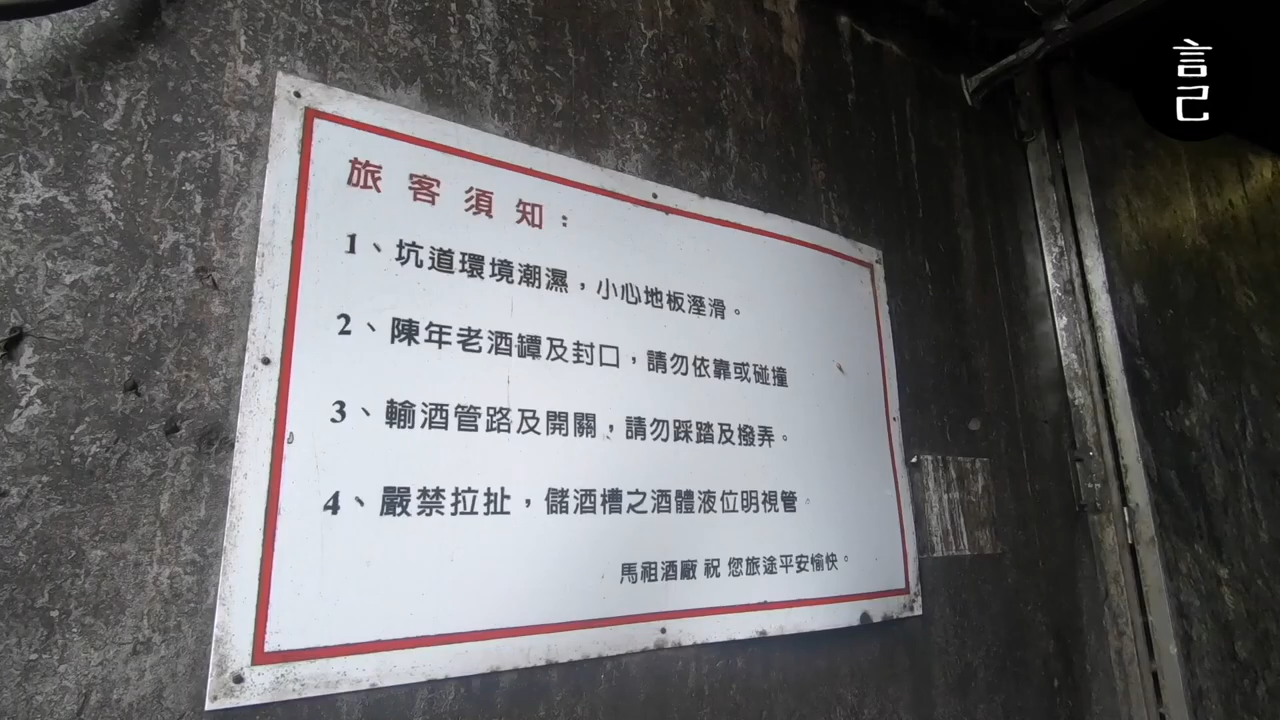 言己
旅客須知：
1、坑道環境潮濕，小心地板溼滑。
2、陳年老酒罈及封口，請勿依靠或碰撞
3、輸酒管路及開關，請勿踩踏及撥弄。
4、嚴禁拉扯，儲酒槽之酒體液位明視管。
馬祖酒廠 祝 您旅途平安愉快。